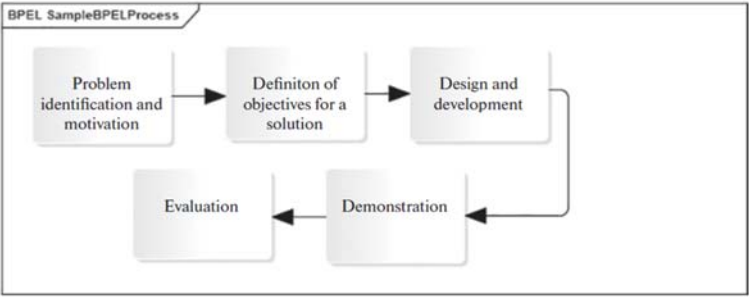 BPEL SampleBPELProcess
Problem
identification and
motivation
Definiton of
objectives for a
solution
Design and
development
Demonstration
Evaluation